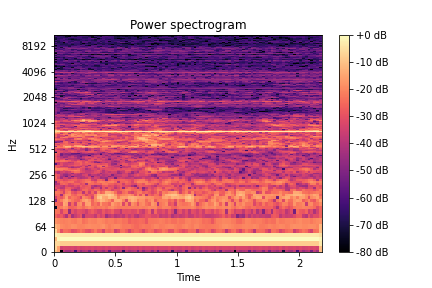 Power spectrogram
Hz
8192
4096
2048
1024
512
256
128
64
0
0
0.5
1
1.5
2
Time
+0 dB
-10 dB
-20 dB
-30 dB
-40 dB
-50 dB
-60 dB
-70 dB
-80 dB